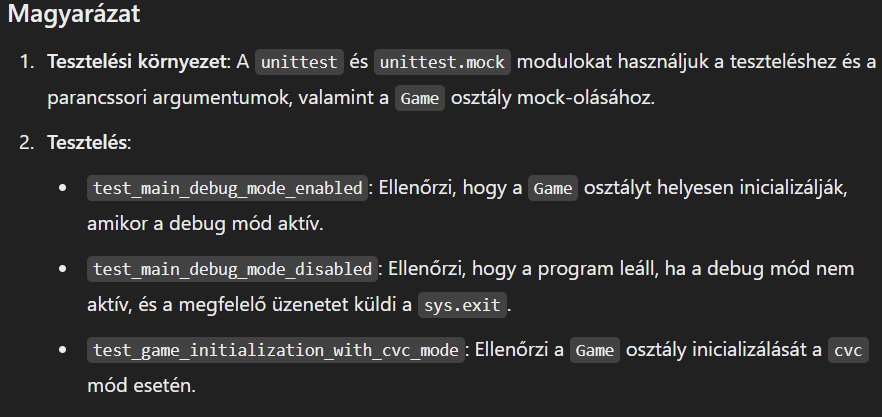 Magyarázat
1. Tesztelési környezet: A unittest és unittest.mock modulokat használjuk a teszteléshez és a
parancssori argumentumok, valamint a Game osztály mock-olásához.
2. Tesztelés:
• test_main_debug_mode_enabled: Ellenőrzi, hogy a Game osztályt helyesen inicializálják,
amikor a debug mód aktív.
• test_main_debug_mode_disabled: Ellenőrzi, hogy a program leáll, ha a debug mód nem
aktív, és a megfelelő üzenetet küldi a sys.exit.
• test_game_initialization_with_cvc_mode: Ellenőrzi a Game osztály inicializálását a cvc
mód esetén.